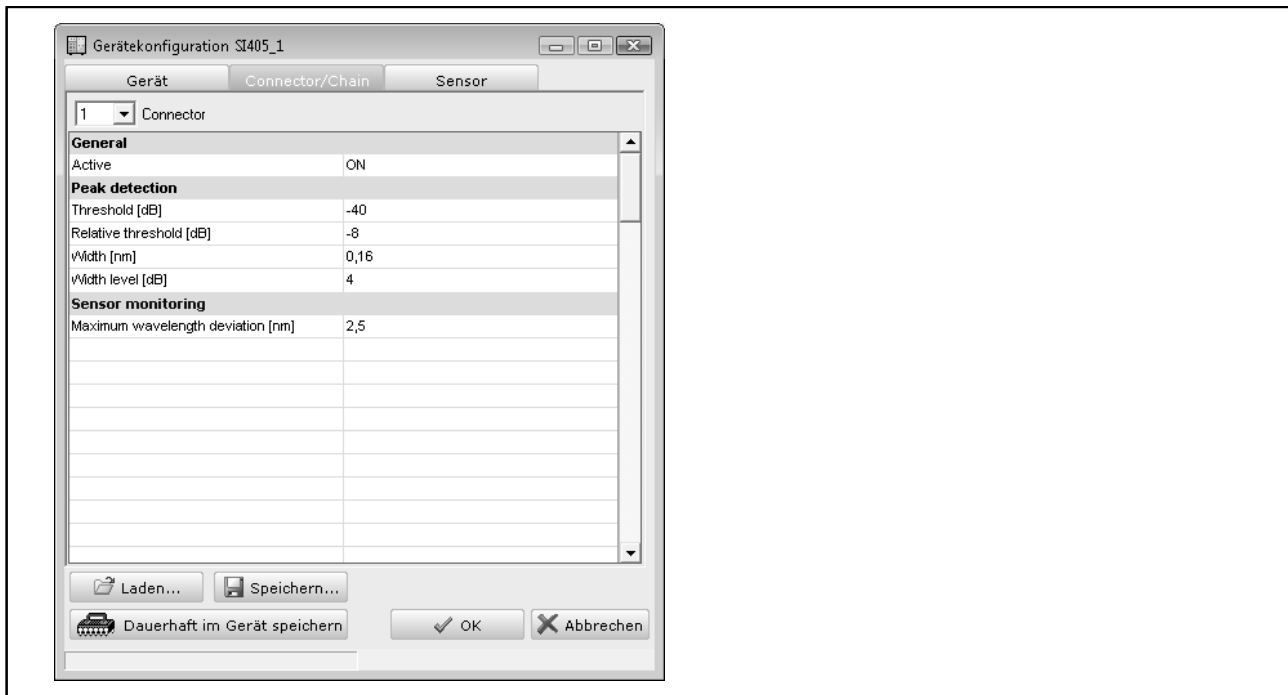 Gerätekonfiguration SI405_1
Gerät Connector/Chain Sensor
1 Connector
General
Active ON
Peak detection
Threshold [dB] -40
Relative threshold [dB] -8
Width [nm] 0,16
Width level [dB] 4
Sensor monitoring
Maximum wavelength deviation [nm] 2,5
Laden... Speichern...
Dauerhaft im Gerät speichern OK Abbrechen